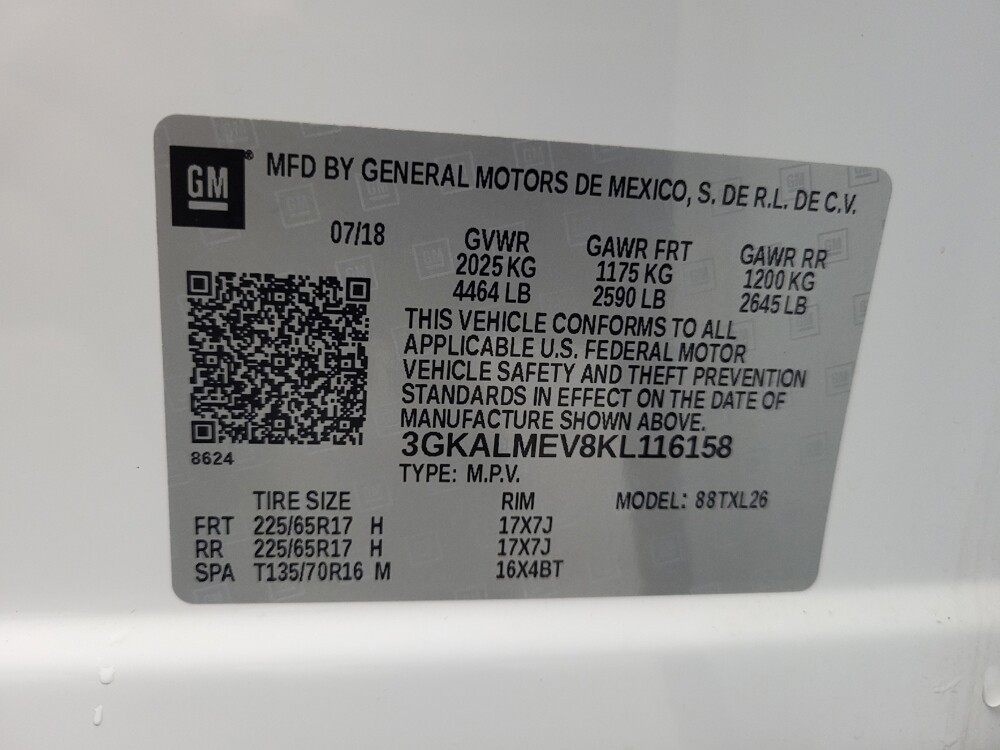 GM ® MFD BY GENERAL MOTORS DE MEXICO, S. DE R.L. DE C.V.
07/18 GVWR GAWR FRT GAWR RR
2025 KG 1175 KG 1200 KG
4464 LB 2590 LB 2645 LB
THIS VEHICLE CONFORMS TO ALL
APPLICABLE U.S. FEDERAL MOTOR
VEHICLE SAFETY AND THEFT PREVENTION
STANDARDS IN EFFECT ON THE DATE OF
MANUFACTURE SHOWN ABOVE.
3GKALMEV8KL116158
8624
TYPE: M.P.V.
TIRE SIZE RIM MODEL: 88TXL26
FRT 225/65R17 H 17X7J
RR 225/65R17 H 17X7J
SPA T135/70R16 M 16X4BT